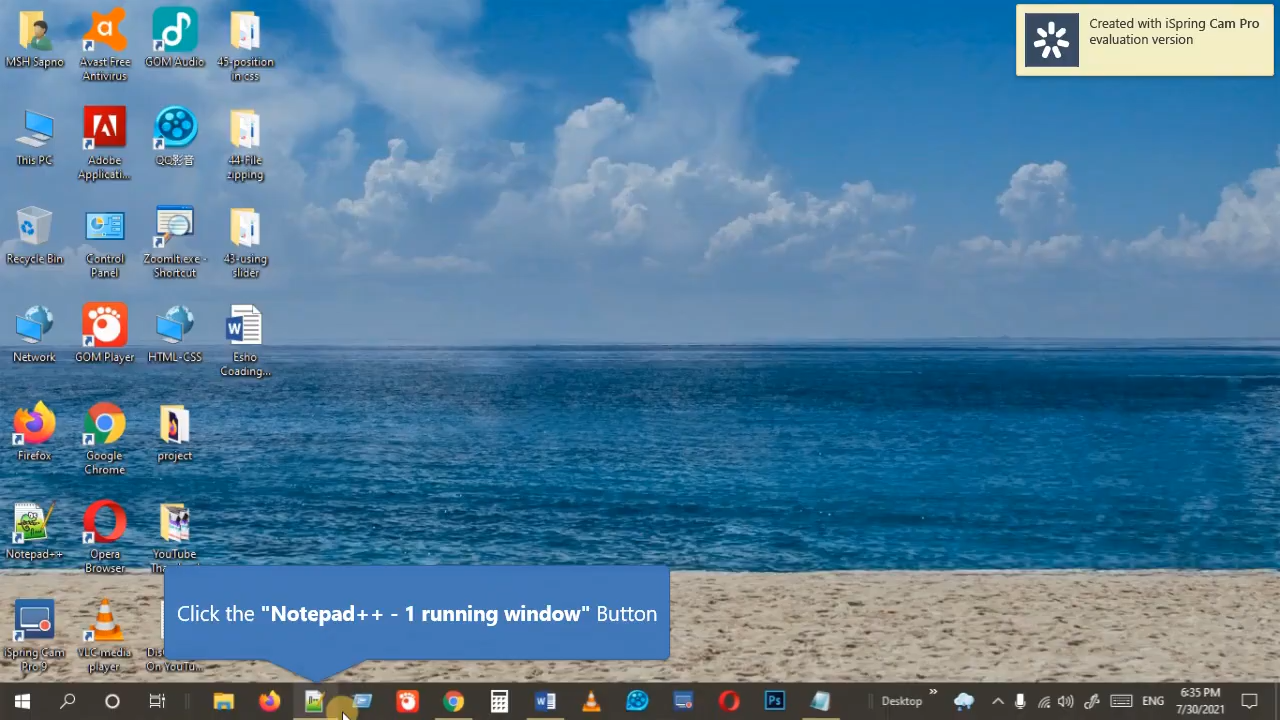 MSH Sapno
Avast Free
Antivirus
GOM Audio
45-position
in css
Created with iSpring Cam Pro
evaluation version
This PC
Adobe
Applicati...
QQ影音
44-File
zipping
Recycle Bin
Control
Panel
ZoomIt.exe -
Shortcut
43-using
slider
Network
GOM Player
HTML-CSS
Esho
Coading...
Firefox
Google
Chrome
project
Notepad++
Opera
Browser
YouTube
Click the "Notepad++ - 1 running window" Button
iSpring Cam
Pro 9
VLC media
player
On YouTu...
Desktop
ENG
6:35 PM
7/30/2021